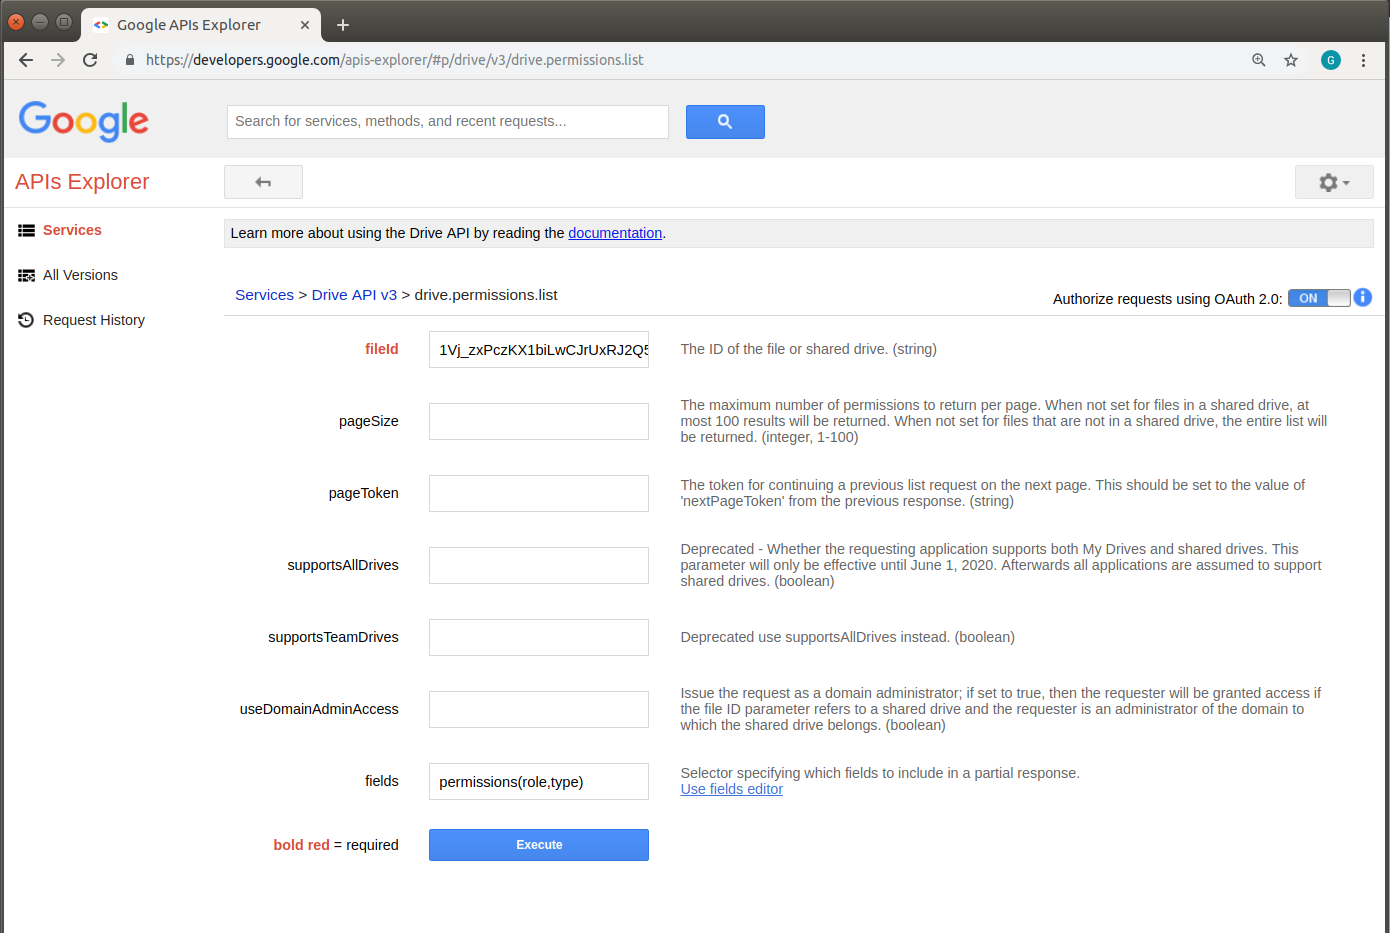 Google APIs Explorer
https://developers.google.com/apis-explorer/#p/drive/v3/drive.permissions.list
G
Google
Search for services, methods, and recent requests...
APIs Explorer
Services
All Versions
Request History
Learn more about using the Drive API by reading the documentation.
Services > Drive API v3 > drive.permissions.list
Authorize requests using OAuth 2.0: ON
fileId
1Vj_zxPczKX1biLwCJrUxRJ2Q5
The ID of the file or shared drive. (string)
pageSize
The maximum number of permissions to return per page. When not set for files in a shared drive, at
most 100 results will be returned. When not set for files that are not in a shared drive, the entire list will
be returned. (integer, 1-100)
pageToken
The token for continuing a previous list request on the next page. This should be set to the value of
'nextPageToken' from the previous response. (string)
supportsAllDrives
Deprecated - Whether the requesting application supports both My Drives and shared drives. This
parameter will only be effective until June 1, 2020. Afterwards all applications are assumed to support
shared drives. (boolean)
supportsTeamDrives
Deprecated use supportsAllDrives instead. (boolean)
useDomainAdminAccess
Issue the request as a domain administrator; if set to true, then the requester will be granted access if
the file ID parameter refers to a shared drive and the requester is an administrator of the domain to
which the shared drive belongs. (boolean)
fields
permissions(role,type)
Selector specifying which fields to include in a partial response.
Use fields editor
bold red = required
Execute